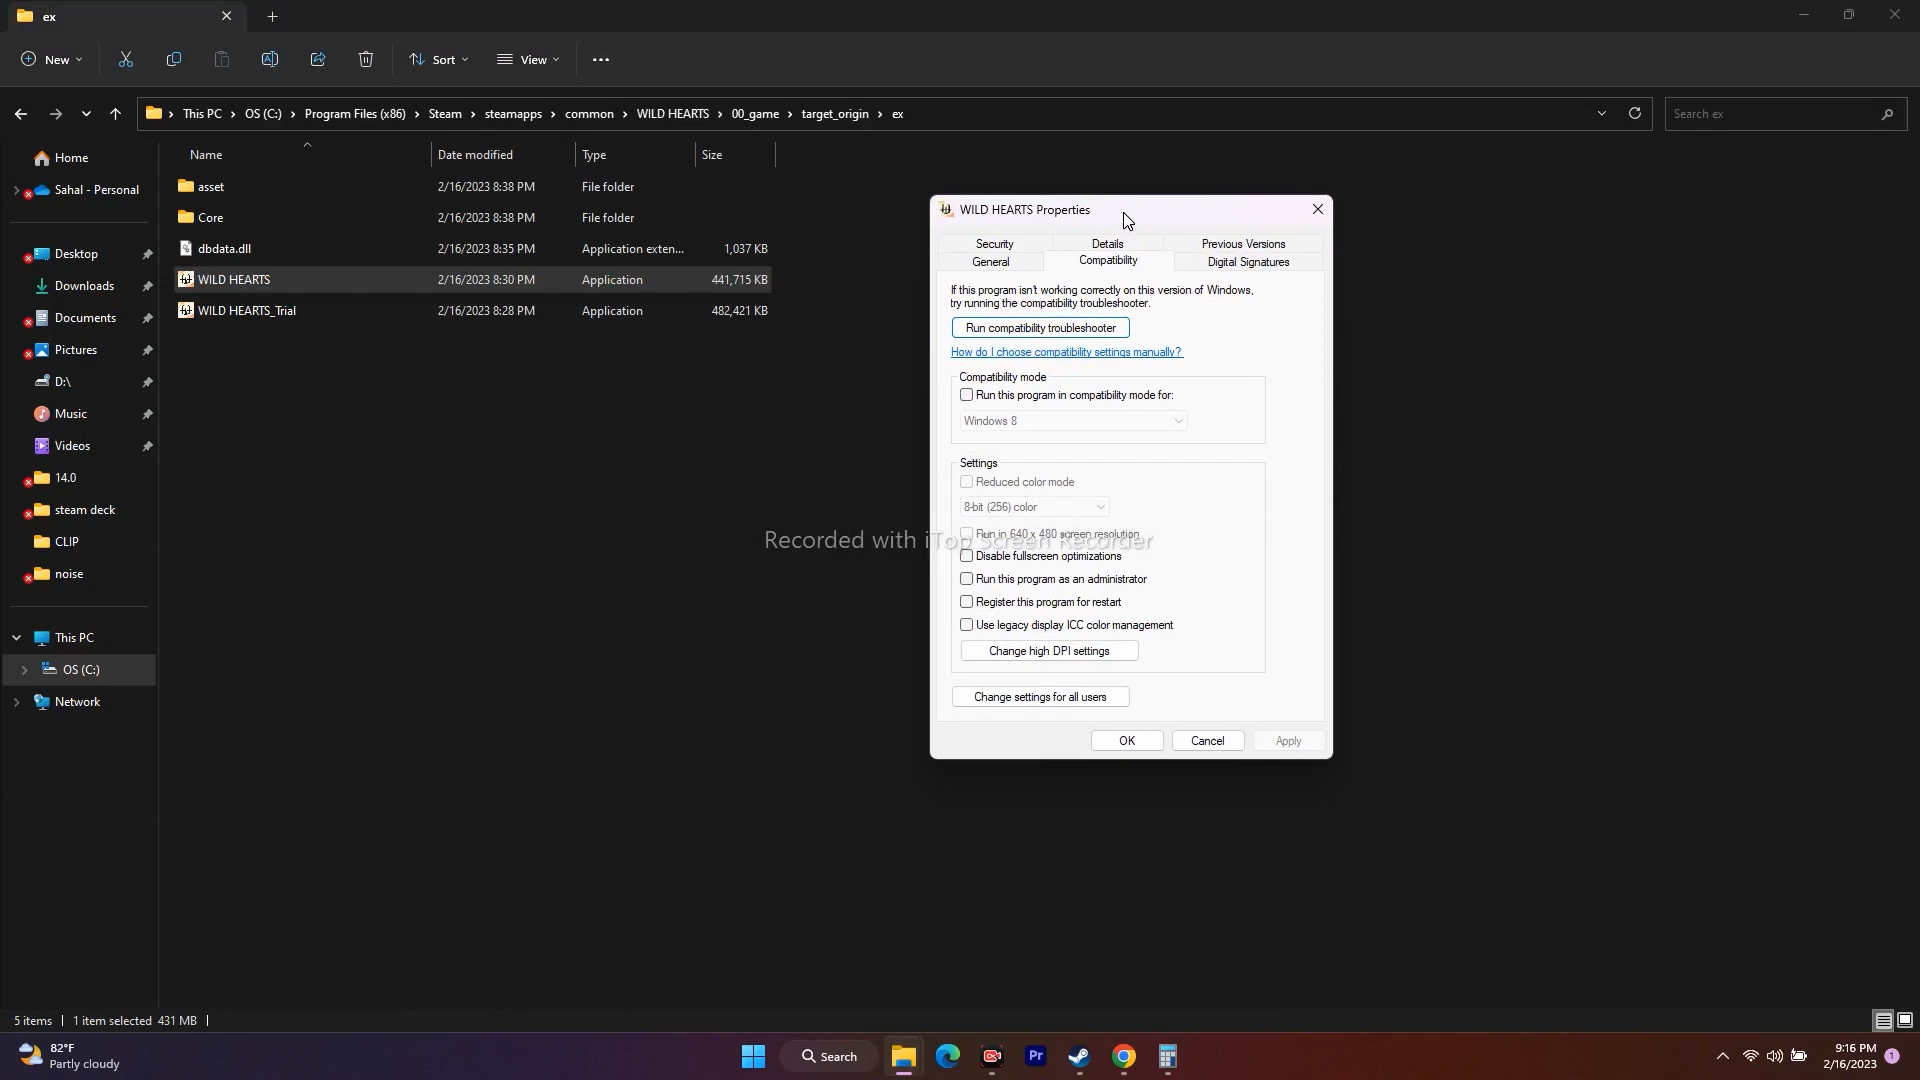 ex
New
Sort
View
This PC
OS (C:)
Program Files (x86)
Steam
steamapps
common
WILD HEARTS
00_game
target_origin
ex
Search ex
Home
Sahal - Personal
Desktop
Downloads
Documents
Pictures
D:\
Music
Videos
14.0
steam deck
CLIP
noise
This PC
OS (C:)
Network
Name Date modified Type Size
asset 2/16/2023 8:38 PM File folder
Core 2/16/2023 8:38 PM File folder
dbdata.dll 2/16/2023 8:35 PM Application exten... 1,037 KB
WILD HEARTS 2/16/2023 8:30 PM Application 441,715 KB
WILD HEARTS_Trial 2/16/2023 8:28 PM Application 482,421 KB
WILD HEARTS Properties
Security Details Previous Versions
General Compatibility Digital Signatures
If this program isn't working correctly on this version of Windows,
try running the compatibility troubleshooter.
Run compatibility troubleshooter
How do I choose compatibility settings manually?
Compatibility mode
Run this program in compatibility mode for:
Windows 8
Settings
Reduced color mode
8-bit (256) color
Run in 640 x 480 screen resolution
Recorded with iTop Screen Recorder
Disable fullscreen optimizations
Run this program as an administrator
Register this program for restart
Use legacy display ICC color management
Change high DPI settings
Change settings for all users
OK Cancel Apply
5 items 1 item selected 431 MB
82°F
Partly cloudy
Search
Pr
9:16 PM
2/16/2023
1